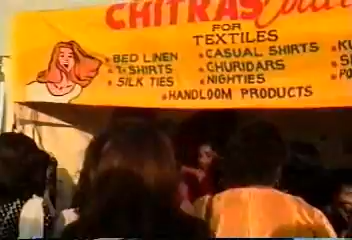 CHITRAS
FOR
TEXTILES
• BED LINEN • CASUAL SHIRTS
• T-SHIRTS • CHURIDARS
• SILK TIES • NIGHTIES
• HANDLOOM PRODUCTS